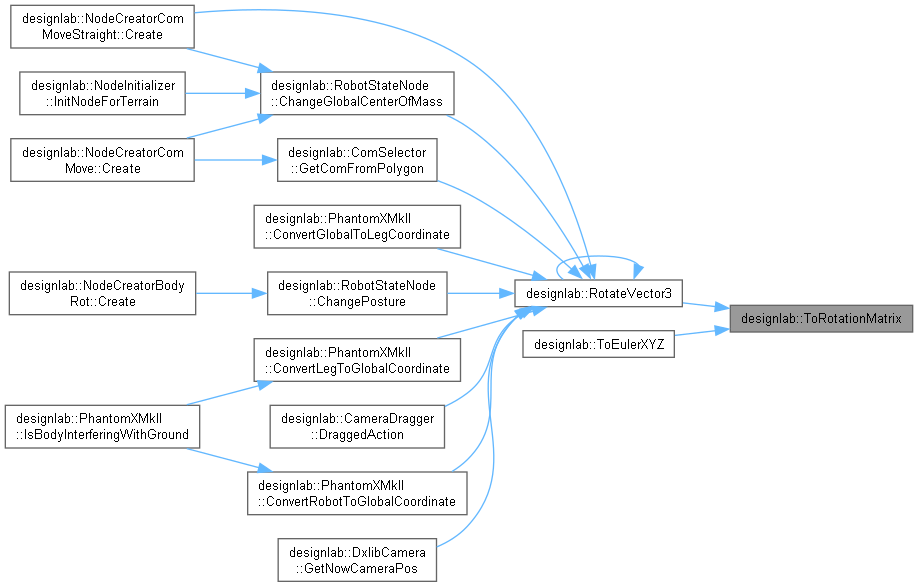 designlab::NodeCreatorCom
MoveStraight::Create
designlab::NodeInitializer
::InitNodeForTerrain
designlab::NodeCreatorCom
Move::Create
designlab::NodeCreatorBody
Rot::Create
designlab::PhantomXMkII
::IsBodyInterferingWithGround
designlab::RobotStateNode
::ChangeGlobalCenterOfMass
designlab::ComSelector
::GetComFromPolygon
designlab::PhantomXMkII
::ConvertGlobalToLegCoordinate
designlab::RobotStateNode
::ChangePosture
designlab::PhantomXMkII
::ConvertLegToGlobalCoordinate
designlab::CameraDragger
::DraggedAction
designlab::PhantomXMkII
::ConvertRobotToGlobalCoordinate
designlab::DxlibCamera
::GetNowCameraPos
designlab::RotateVector3
designlab::ToEulerXYZ
designlab::ToRotationMatrix